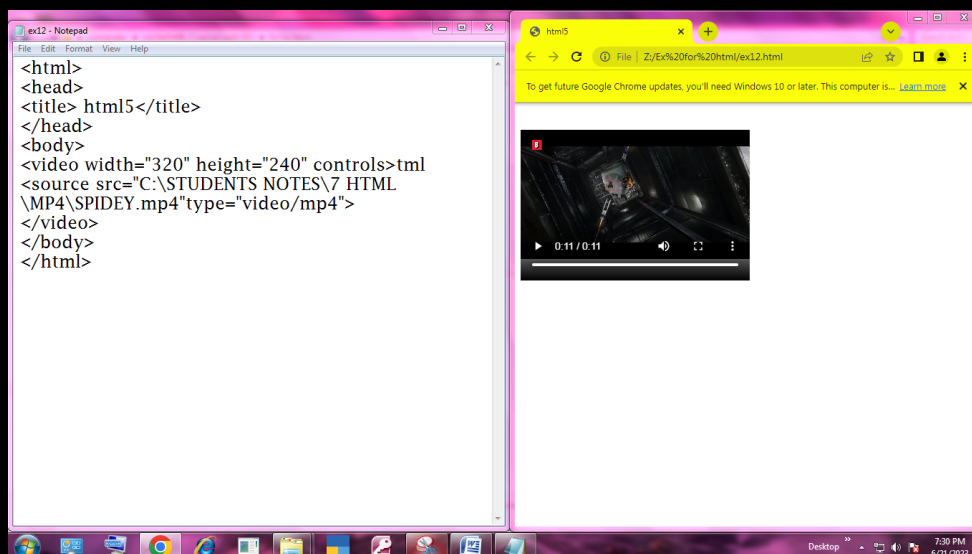 ex12 - Notepad
File Edit Format View Help
<html>
<head>
<title> html5</title>
</head>
<body>
<video width="320" height="240" controls>tml
<source src="C:\STUDENTS NOTES\7 HTML
\MP4\SPIDEY.mp4"type="video/mp4">
</video>
</body>
</html>
html5
File | Z:/Ex%20for%20html/ex12.html
To get future Google Chrome updates, you'll need Windows 10 or later. This computer is... Learn more
0:11 / 0:11
Desktop
7:30 PM